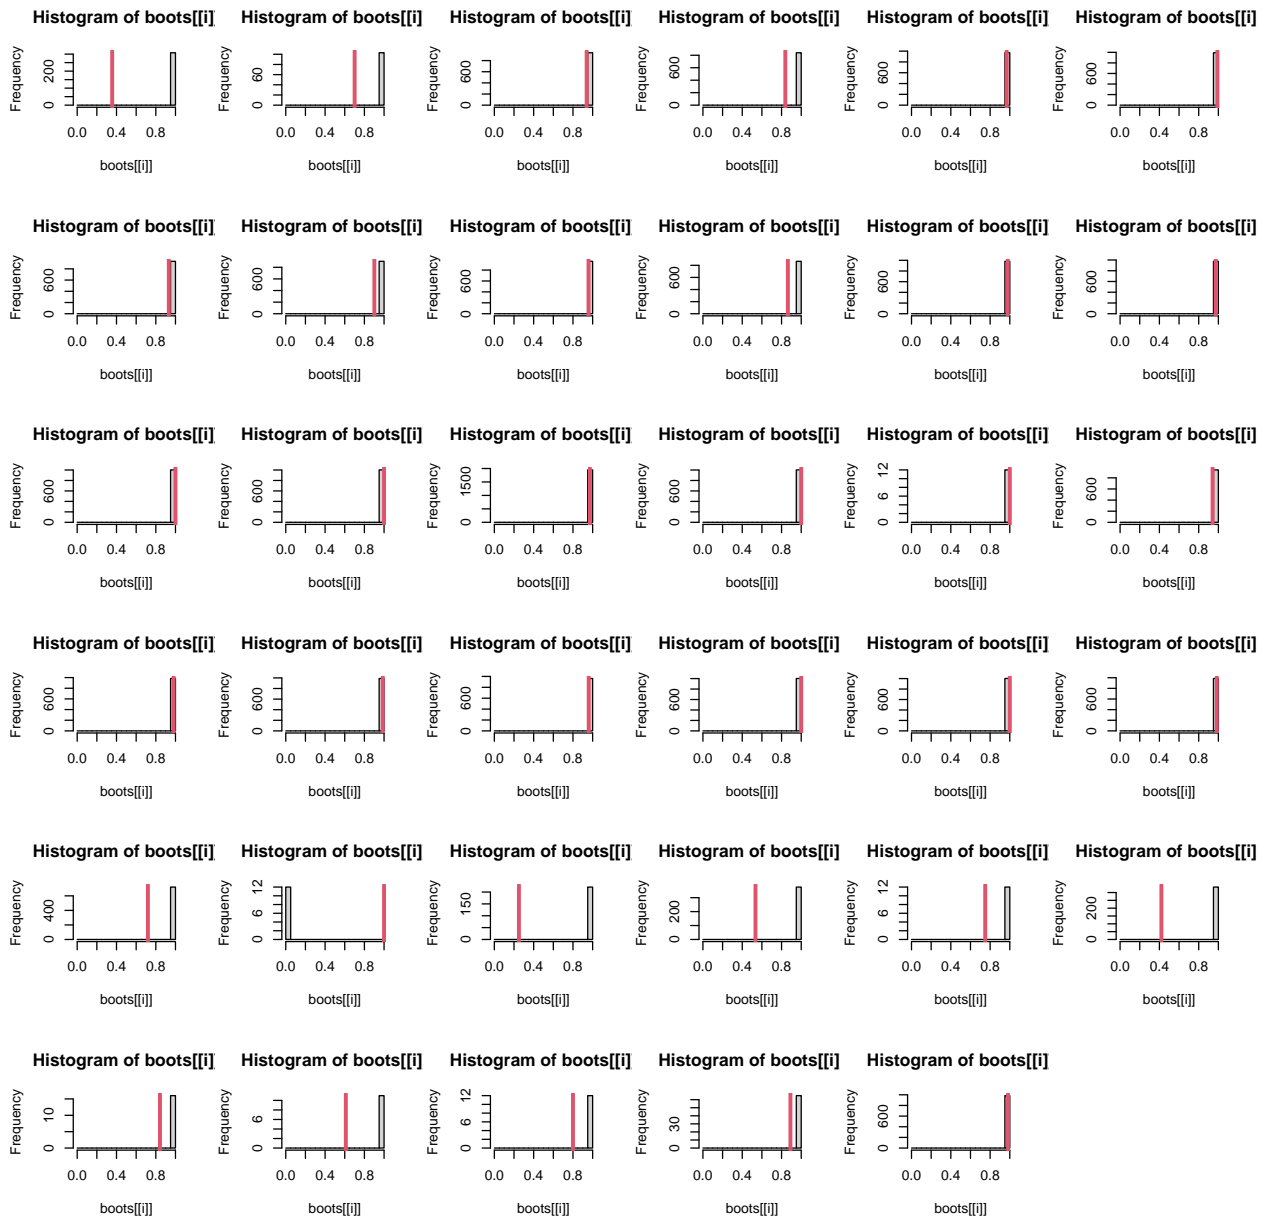 Histogram of boots[[i] Histogram of boots[[i] Histogram of boots[[i] Histogram of boots[[i] Histogram of boots[[i] Histogram of boots[[i]
Frequency Frequency Frequency Frequency Frequency Frequency
0 200 0 60 0 600 0 600 0 600 0 600
0.0 0.4 0.8 0.0 0.4 0.8 0.0 0.4 0.8 0.0 0.4 0.8 0.0 0.4 0.8 0.0 0.4 0.8
boots[[i]] boots[[i]] boots[[i]] boots[[i]] boots[[i]] boots[[i]]
Histogram of boots[[i] Histogram of boots[[i] Histogram of boots[[i] Histogram of boots[[i] Histogram of boots[[i] Histogram of boots[[i]
Frequency Frequency Frequency Frequency Frequency Frequency
0 600 0 600 0 600 0 600 0 600 0 600
0.0 0.4 0.8 0.0 0.4 0.8 0.0 0.4 0.8 0.0 0.4 0.8 0.0 0.4 0.8 0.0 0.4 0.8
boots[[i]] boots[[i]] boots[[i]] boots[[i]] boots[[i]] boots[[i]]
Histogram of boots[[i] Histogram of boots[[i] Histogram of boots[[i] Histogram of boots[[i] Histogram of boots[[i] Histogram of boots[[i]
Frequency Frequency Frequency Frequency Frequency Frequency
0 600 0 600 0 1500 0 600 0 6 12 0 600
0.0 0.4 0.8 0.0 0.4 0.8 0.0 0.4 0.8 0.0 0.4 0.8 0.0 0.4 0.8 0.0 0.4 0.8
boots[[i]] boots[[i]] boots[[i]] boots[[i]] boots[[i]] boots[[i]]
Histogram of boots[[i] Histogram of boots[[i] Histogram of boots[[i] Histogram of boots[[i] Histogram of boots[[i] Histogram of boots[[i]
Frequency Frequency Frequency Frequency Frequency Frequency
0 600 0 600 0 600 0 600 0 600 0 600
0.0 0.4 0.8 0.0 0.4 0.8 0.0 0.4 0.8 0.0 0.4 0.8 0.0 0.4 0.8 0.0 0.4 0.8
boots[[i]] boots[[i]] boots[[i]] boots[[i]] boots[[i]] boots[[i]]
Histogram of boots[[i] Histogram of boots[[i] Histogram of boots[[i] Histogram of boots[[i] Histogram of boots[[i] Histogram of boots[[i]
Frequency Frequency Frequency Frequency Frequency Frequency
0 400 0 6 12 0 150 0 200 0 6 12 0 200
0.0 0.4 0.8 0.0 0.4 0.8 0.0 0.4 0.8 0.0 0.4 0.8 0.0 0.4 0.8 0.0 0.4 0.8
boots[[i]] boots[[i]] boots[[i]] boots[[i]] boots[[i]] boots[[i]]
Histogram of boots[[i] Histogram of boots[[i] Histogram of boots[[i] Histogram of boots[[i] Histogram of boots[[i]
Frequency Frequency Frequency Frequency Frequency
0 10 0 6 0 6 12 0 30 0 600
0.0 0.4 0.8 0.0 0.4 0.8 0.0 0.4 0.8 0.0 0.4 0.8 0.0 0.4 0.8
boots[[i]] boots[[i]] boots[[i]] boots[[i]] boots[[i]]